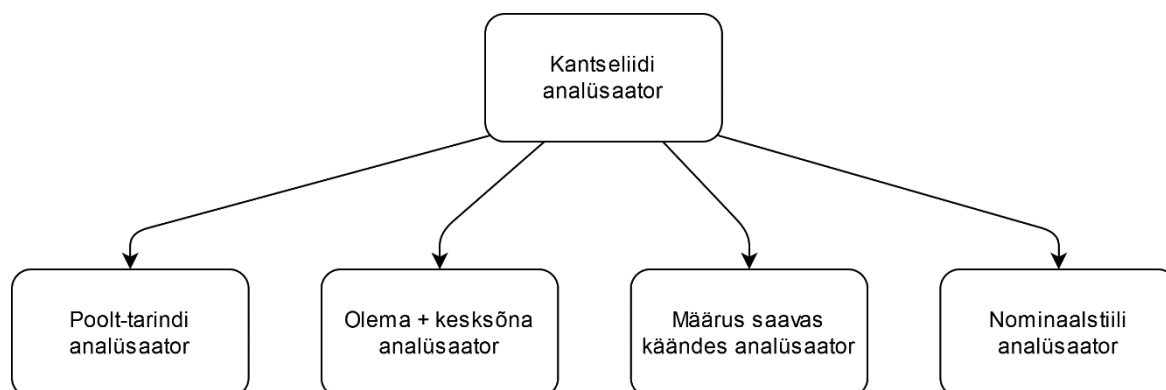 Kantseliidi
analüsaator
Poolt-tarindi
analüsaator
Olema + kesksõna
analüsaator
Määrus saavas
käändes analüsaator
Nominaalstiili
analüsaator